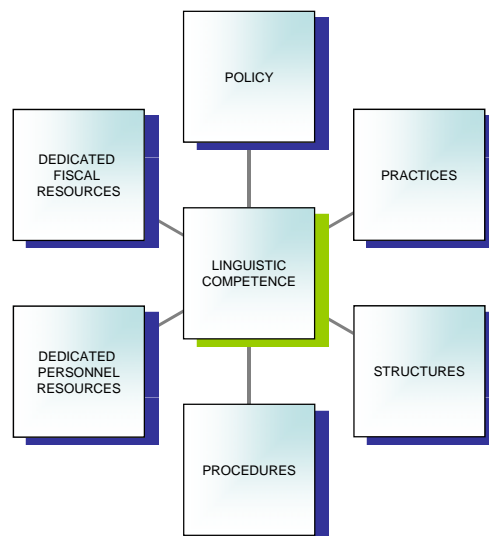 POLICY
DEDICATED
FISCAL
RESOURCES
PRACTICES
LINGUISTIC
COMPETENCE
DEDICATED
PERSONNEL
RESOURCES
STRUCTURES
PROCEDURES